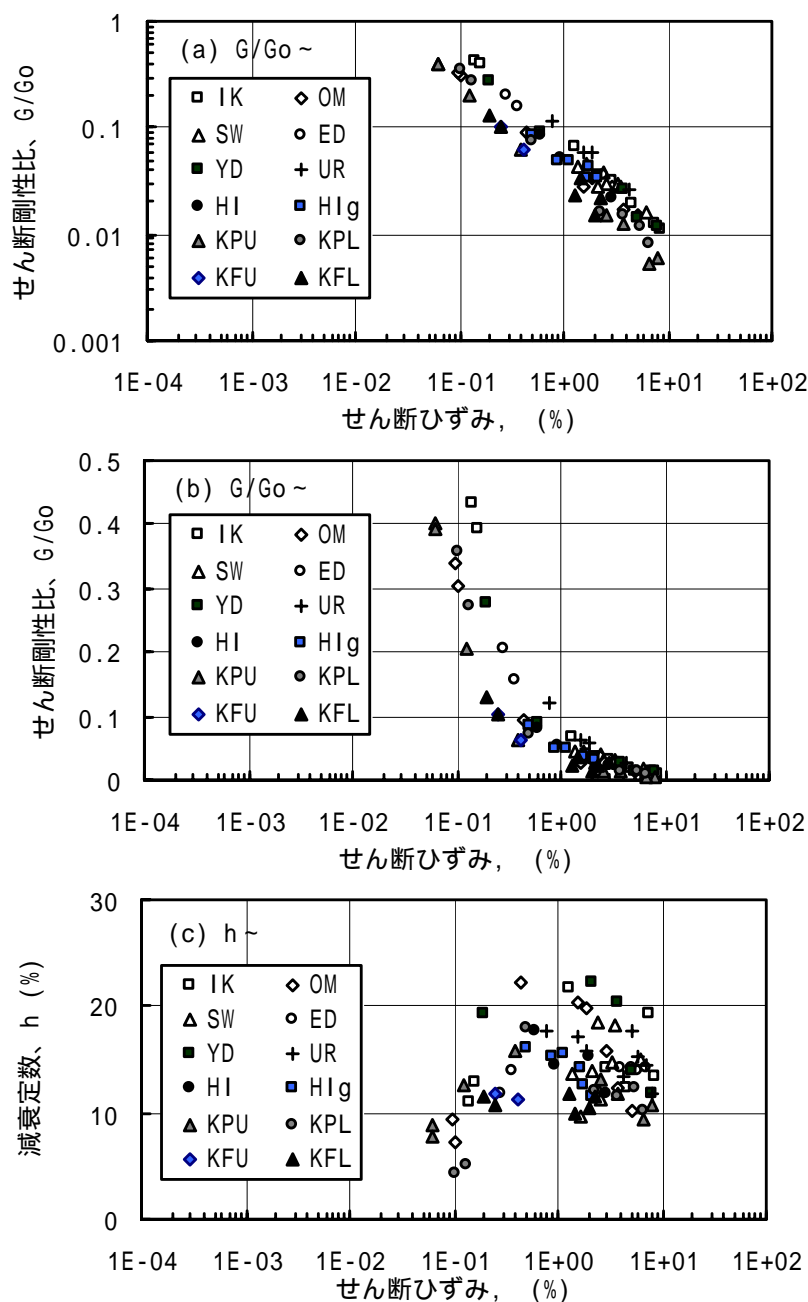 1
0.1
0.01
0.001
せん断剛性比、G/Go
(a) G/Go ~
IK OM
SW ED
YD UR
HI HIg
KPU KPL
KFU KFL
1E-04 1E-03 1E-02 1E-01 1E+00 1E+01 1E+02
せん断ひずみ, (%)
0.5
0.4
0.3
0.2
0.1
0
せん断剛性比、G/Go
(b) G/Go ~
IK OM
SW ED
YD UR
HI HIg
KPU KPL
KFU KFL
1E-04 1E-03 1E-02 1E-01 1E+00 1E+01 1E+02
せん断ひずみ, (%)
30
20
10
0
減衰定数、h (%)
(c) h ~
IK OM
SW ED
YD UR
HI HIg
KPU KPL
KFU KFL
1E-04 1E-03 1E-02 1E-01 1E+00 1E+01 1E+02
せん断ひずみ, (%)